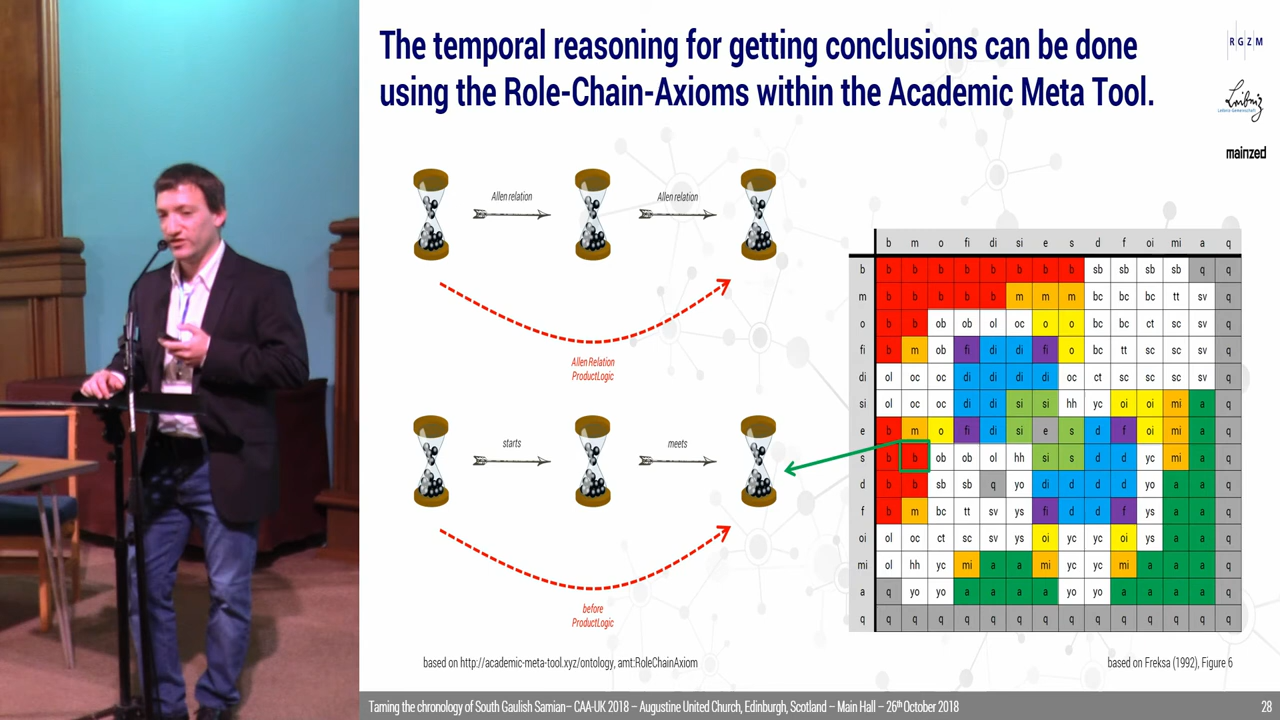 The temporal reasoning for getting conclusions can be done
using the Role-Chain-Axioms within the Academic Meta Tool.
R G Z M
Leibniz
Leibniz Gemeinschaft
mainzed
Allen relation
Allen relation
Allen Relation
ProductLogic
starts
meets
before
ProductLogic
b m o fi di si e s d f oi mi a q
b b b b b b b b b sb sb sb sb q q
m b b b b b m m m bc bc bc tt sv q
o b b ob ob ol oc o o bc bc ct sc sv q
fi b m ob fi di di fi o bc tt sc sc sv q
di ol oc oc di di di di oc ct sc sc sc sv q
si ol oc oc di di si si hh yc oi oi mi a q
e b m o fi di si e s d f oi mi a q
s b b ob ob ol hh si s d d yc mi a q
d b b sb sb q yo di d d d yo a a q
f b m bc tt sv ys fi d d f ys a a q
oi ol oc ct sc sv ys oi yc yc oi ys a a q
mi ol hh yc mi a a mi yc yc mi a a a q
a q yo yo a a a a yo yo a a a a q
q q q q q q q q q q q q q q q
based on http://academic-meta-tool.xyz/ontology, amt:RoleChainAxiom
based on Freksa (1992), Figure 6
Taming the chronology of South Gaulish Samian– CAA-UK 2018 – Augustine United Church, Edinburgh, Scotland – Main Hall – 26th October 2018
28